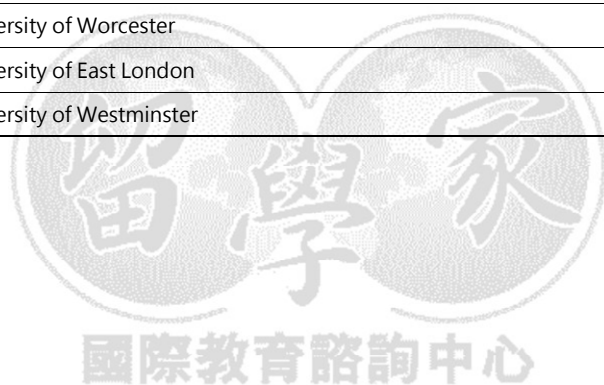 ersity of Worcester
ersity of East London
ersity of Westminster
留學家
國際教育諮詢中心